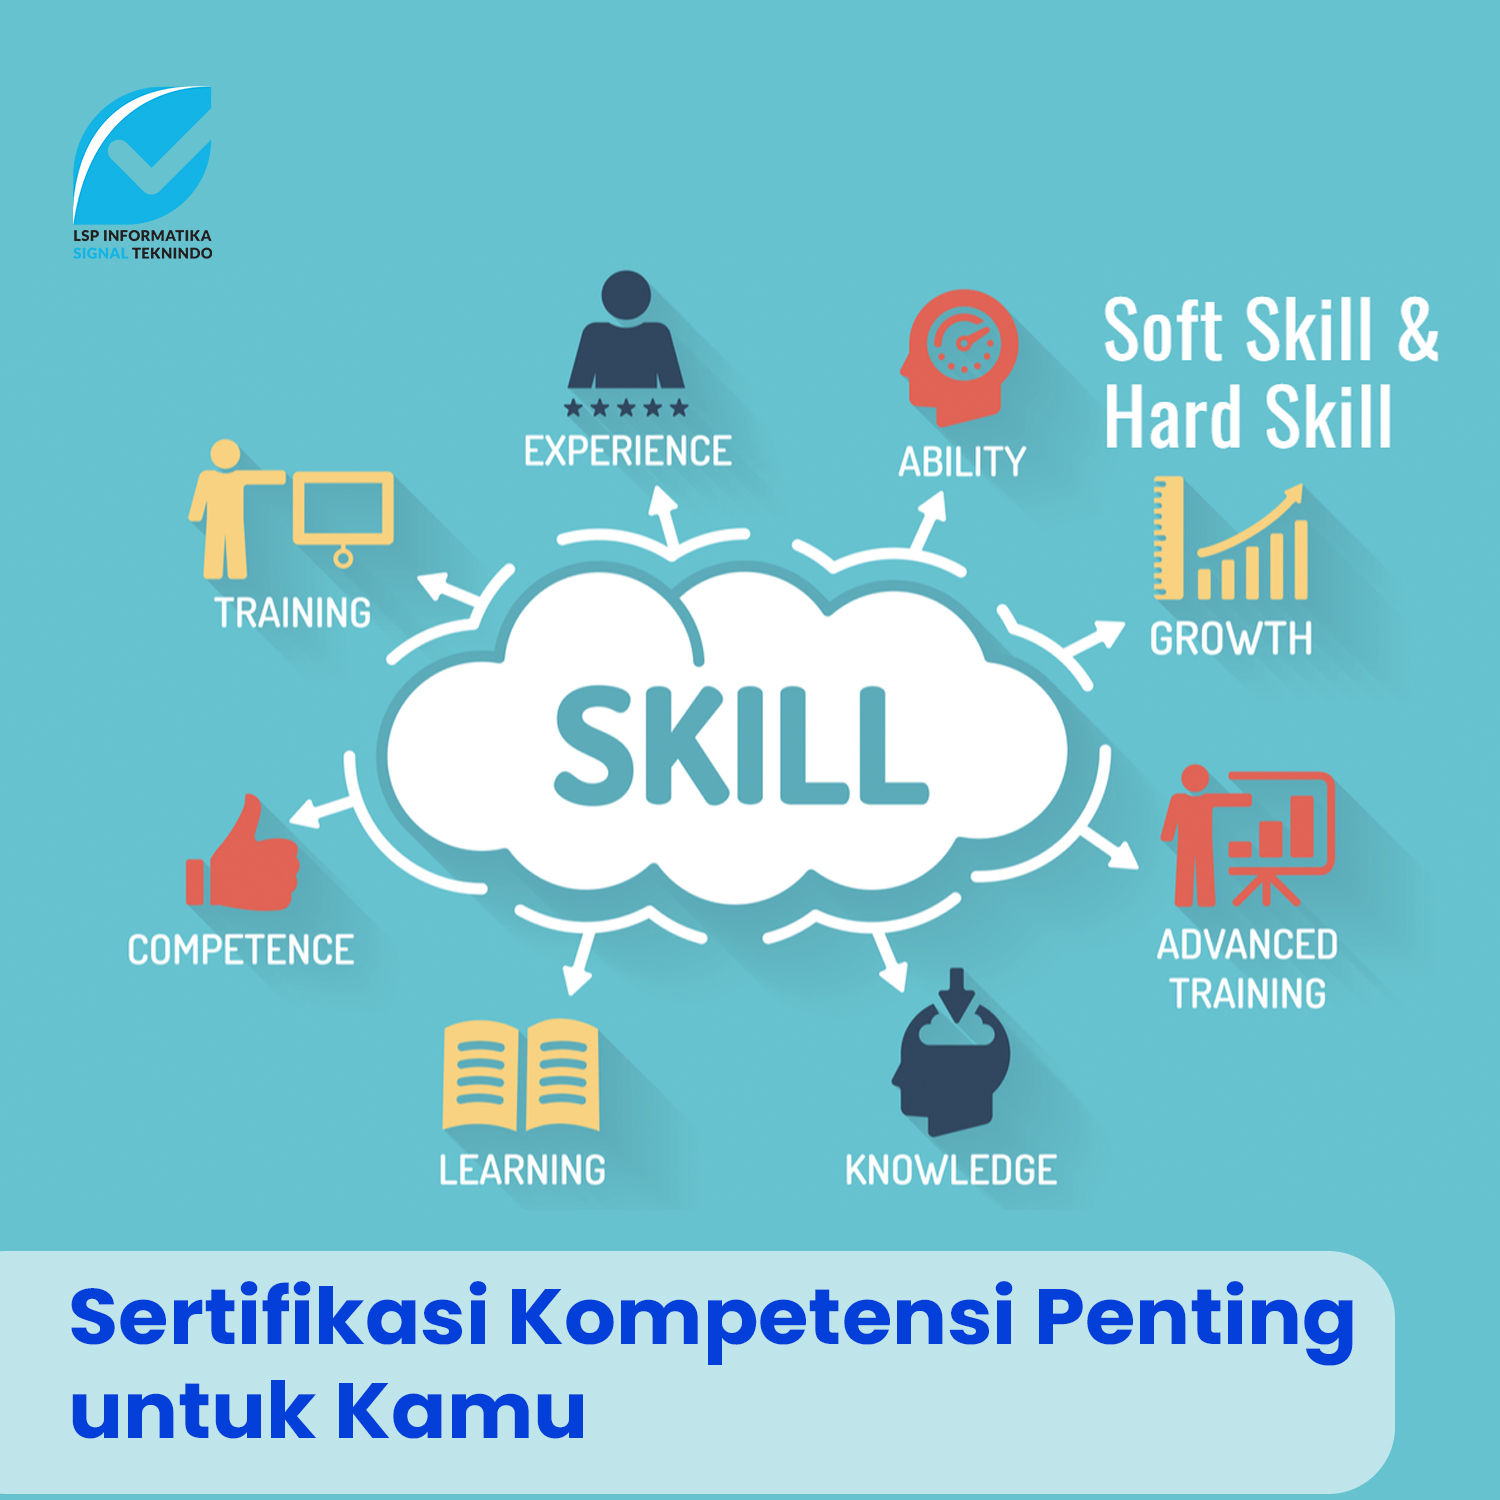 LSP INFORMATIKA
SIGNAL TEKNINDO
Soft Skill &
Hard Skill
EXPERIENCE
ABILITY
TRAINING
GROWTH
SKILL
COMPETENCE
ADVANCED
TRAINING
LEARNING
KNOWLEDGE
Sertifikasi Kompetensi Penting
untuk Kamu